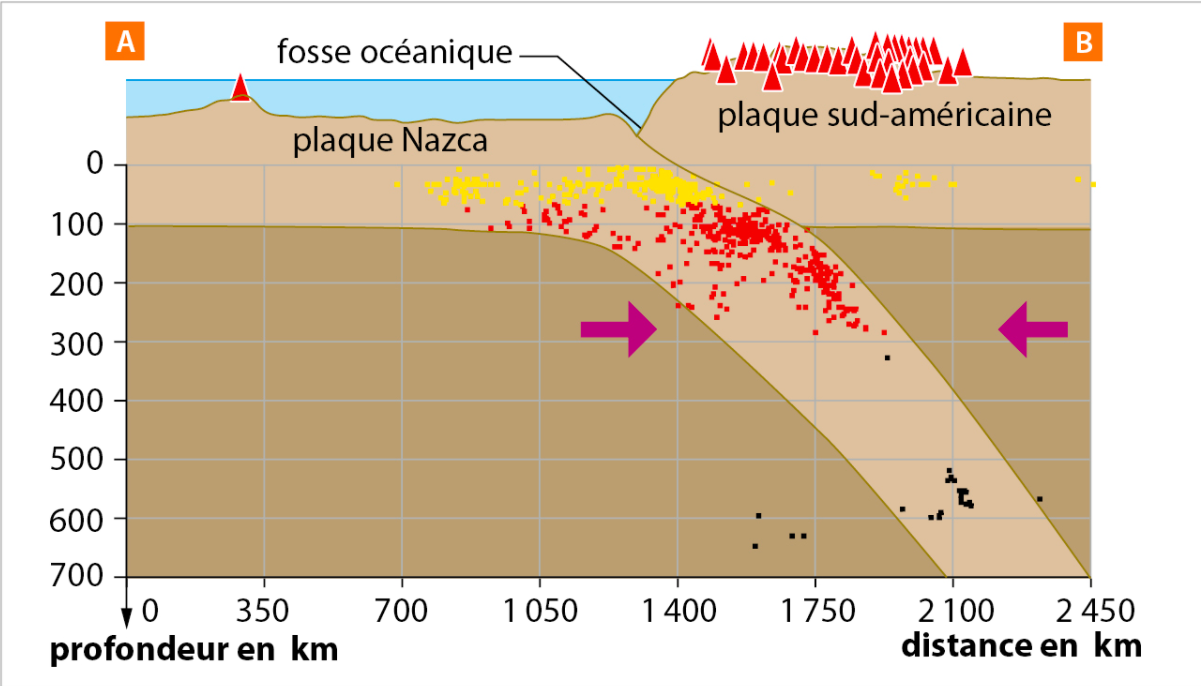 A
B
fosse océanique
plaque sud-américaine
plaque Nazca
0
100
200
300
400
500
600
700
0 350 700 1 050 1 400 1 750 2 100 2 450
profondeur en km
distance en km